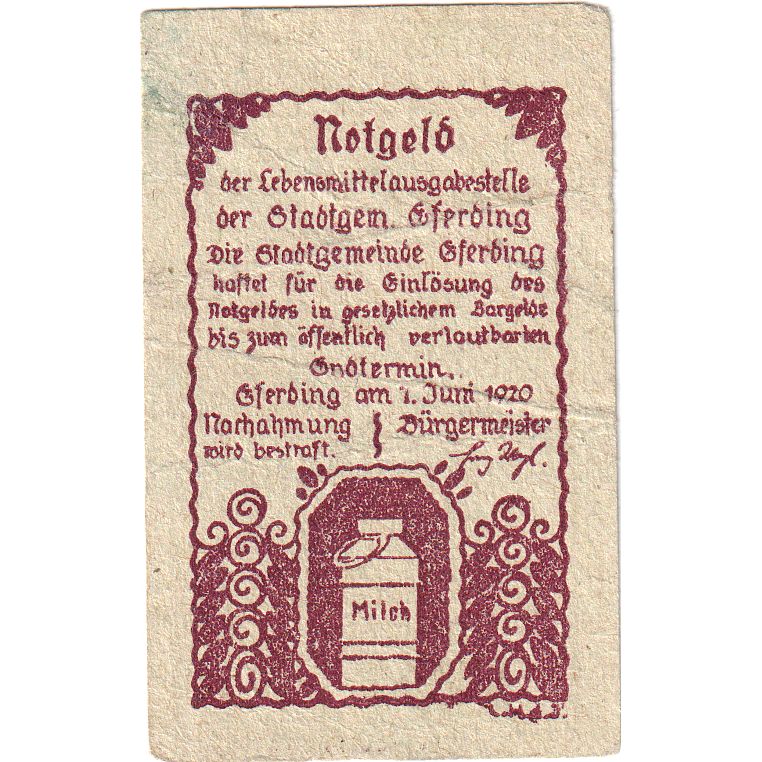 Notgeld
der Lebensmittelausgabestelle
der Stadtgem. Eferding
Die Stadtgemeinde Eferding
haftet für die Einlösung des
Notgeldes in gesetzlichem Bargelde
bis zum öffentlich verlautbarten
Endtermin.
Eferding am 1. Juni 1920
Nachahmung
wird bestraft.
Bürgermeister
Milch